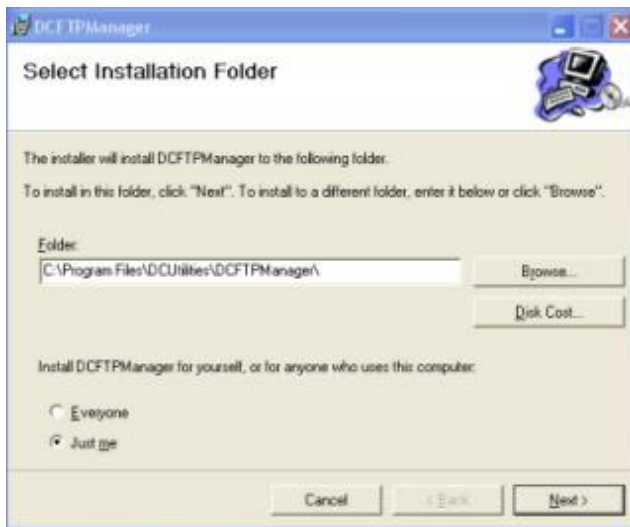 DCFTPManager
Select Installation Folder
The installer will install DCFTPManager to the following folder.
To install in this folder, click "Next". To install to a different folder, enter it below or click "Browse".
Folder:
C:\Program Files\DCUtilities\DCFTPManager\
Browse...
Disk Cost...
Install DCFTPManager for yourself, or for anyone who uses this computer:
Everyone
Just me
Cancel
< Back
Next >